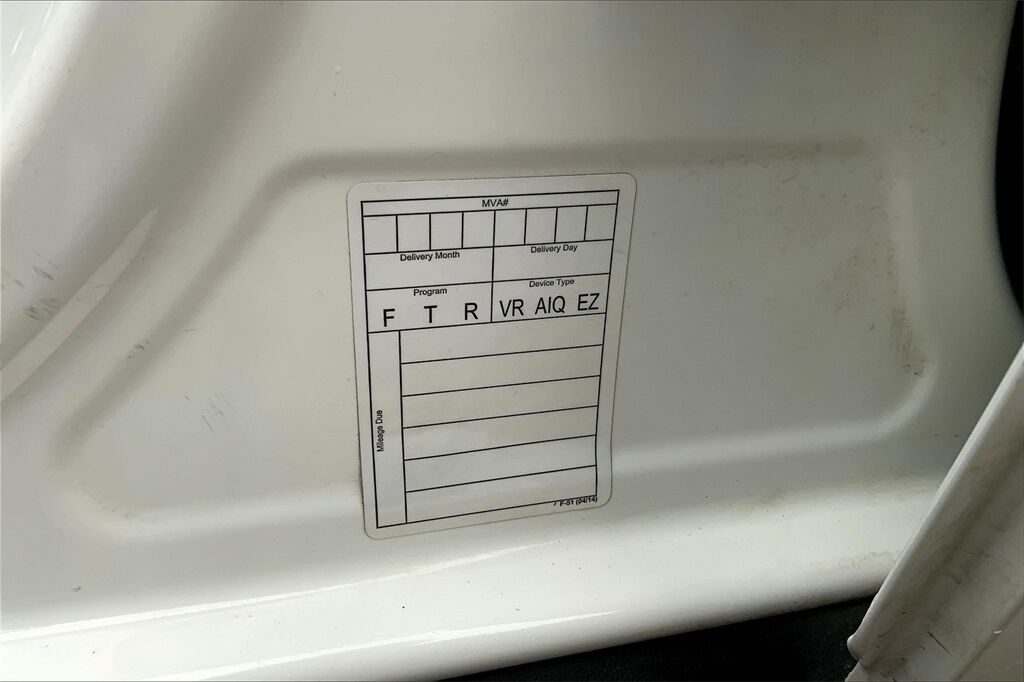 MVA#
Delivery Month Delivery Day
Program Device Type
F T R VR AIQ EZ
Mileage Due
F-51 (04/14)